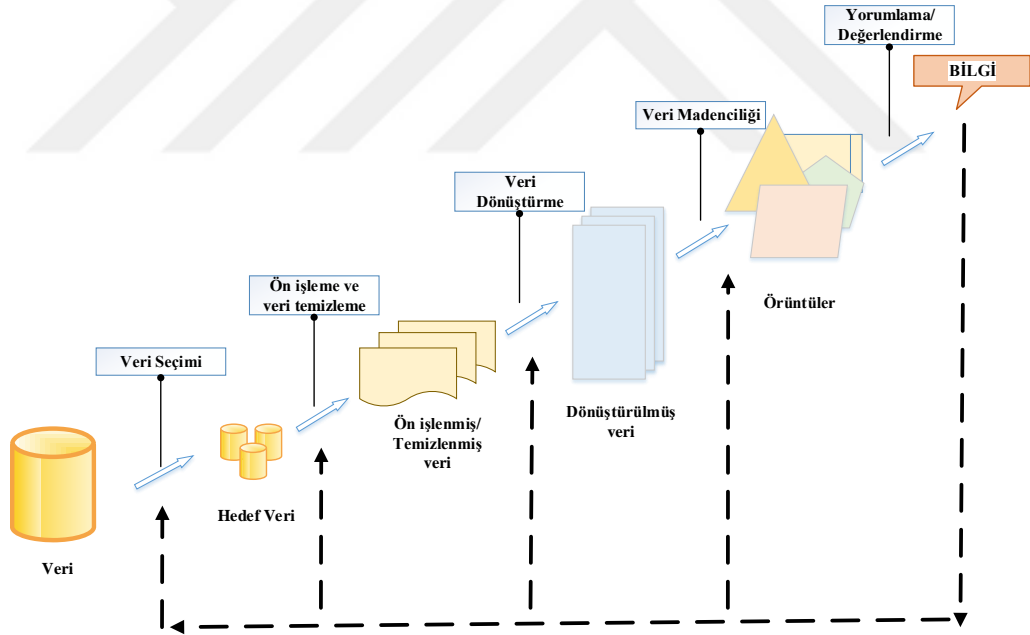 Yorumlama/
Değerlendirme
BİLGİ
Veri Madenciliği
Veri
Dönüştürme
Örüntüler
Ön işleme ve
veri temizleme
Veri Seçimi
Dönüştürülmüş
veri
Ön işlenmiş/
Temizlenmiş
veri
Hedef Veri
Veri